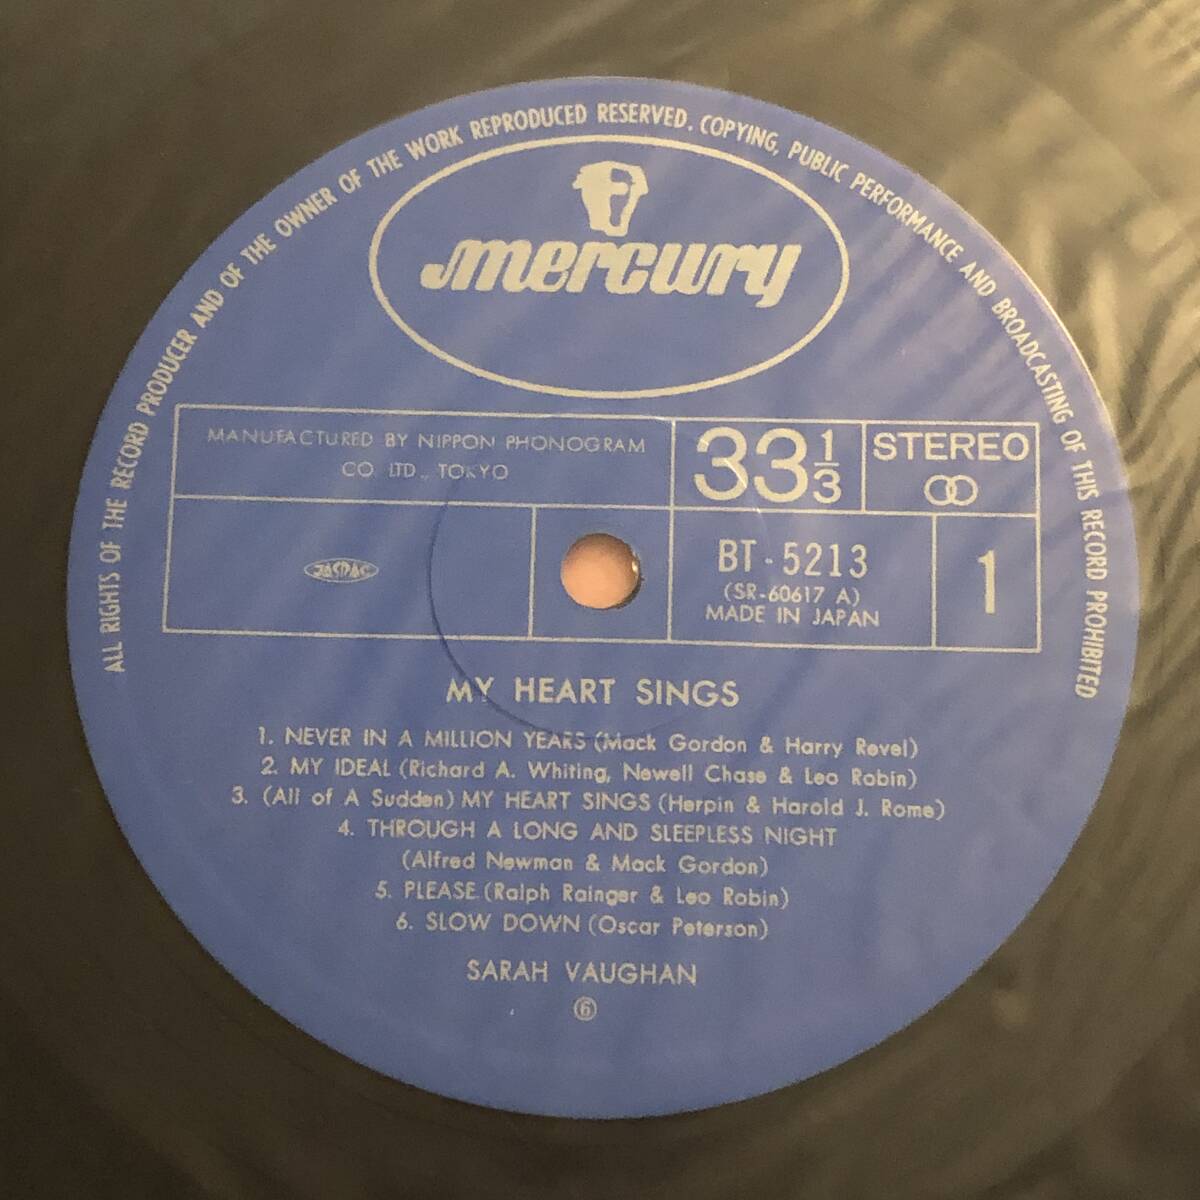 ALL RIGHTS OF THE RECORD PRODUCER AND OF THE OWNER OF THE WORK REPRODUCED RESERVED. COPYING, PUBLIC PERFORMANCE AND BROADCASTING OF THIS RECORD PROHIBITED
mercury
MANUFACTURED BY NIPPON PHONOGRAM
CO. LTD., TOKYO
33 1/3
STEREO
JASRAC
BT-5213
(SR-60617 A)
MADE IN JAPAN
1
MY HEART SINGS
1. NEVER IN A MILLION YEARS (Mack Gordon & Harry Revel)
2. MY IDEAL (Richard A. Whiting, Newell Chase & Leo Robin)
3. (All of A Sudden) MY HEART SINGS (Herpin & Harold J. Rome)
4. THROUGH A LONG AND SLEEPLESS NIGHT
(Alfred Newman & Mack Gordon)
5. PLEASE (Ralph Rainger & Leo Robin)
6. SLOW DOWN (Oscar Peterson)
SARAH VAUGHAN
⑥